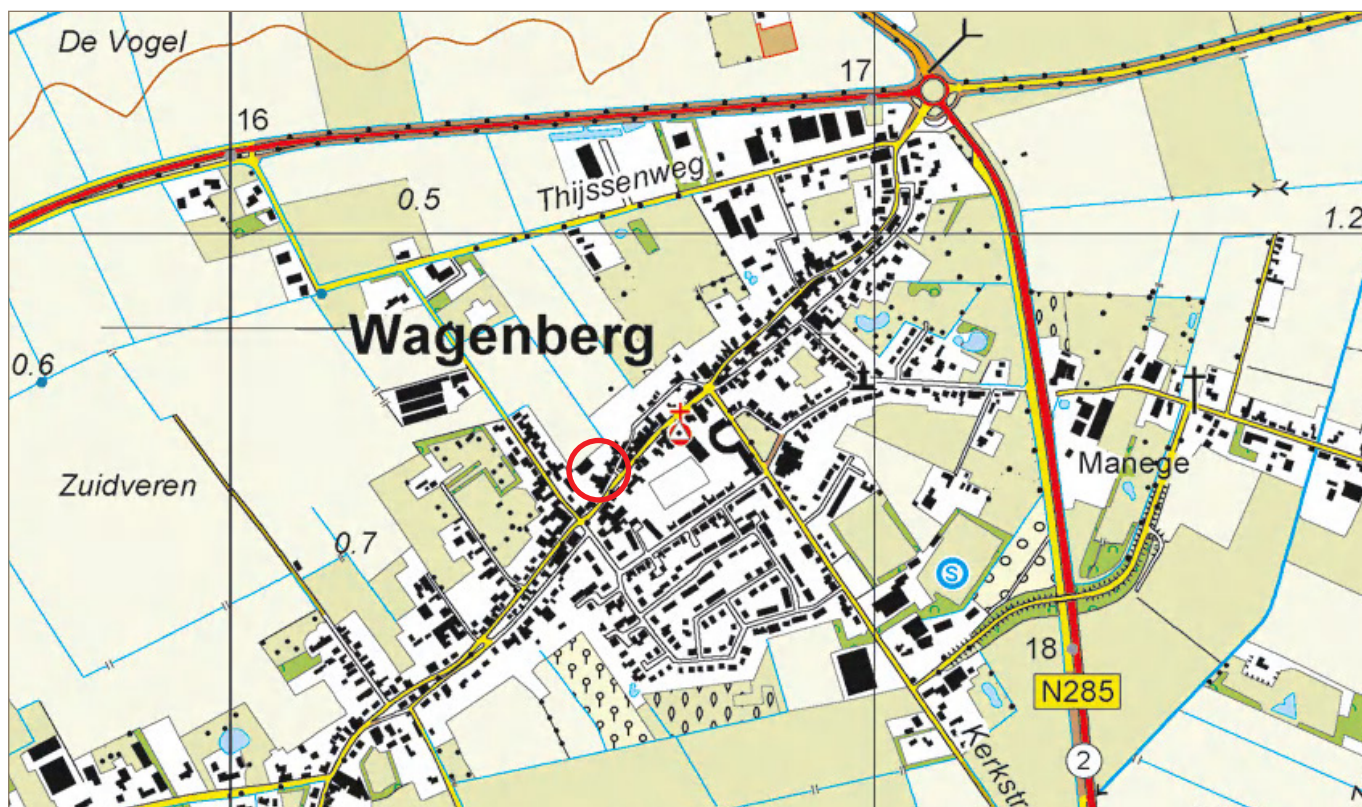 De Vogel
17
16
Thijssenweg
0.5
1.2
Wagenberg
0.6
Manege
Zuidveren
0.7
S
18
N285
Kerkstr
2
N